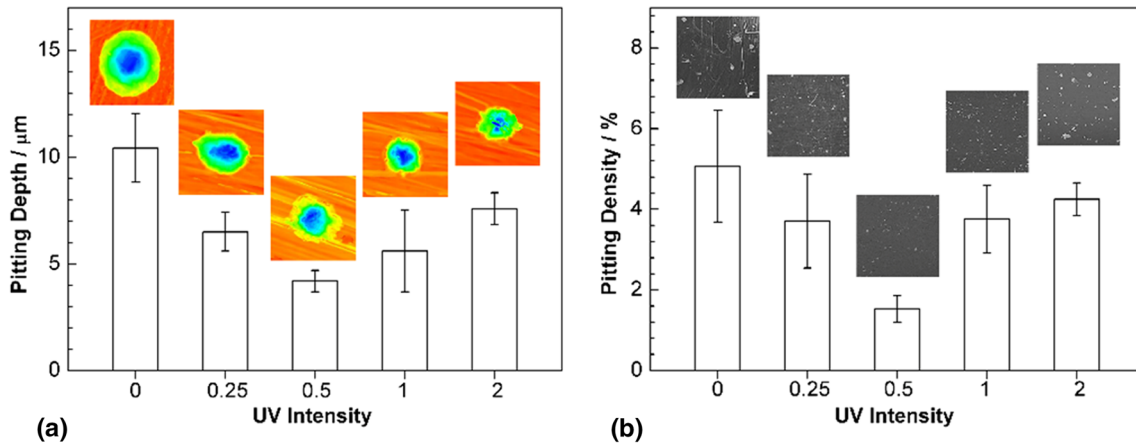 Pitting Depth / μm
15
10
5
0
0 0.25 0.5 1 2
UV Intensity
(a)
Pitting Density / %
8
6
4
2
0
0 0.25 0.5 1 2
UV Intensity
(b)